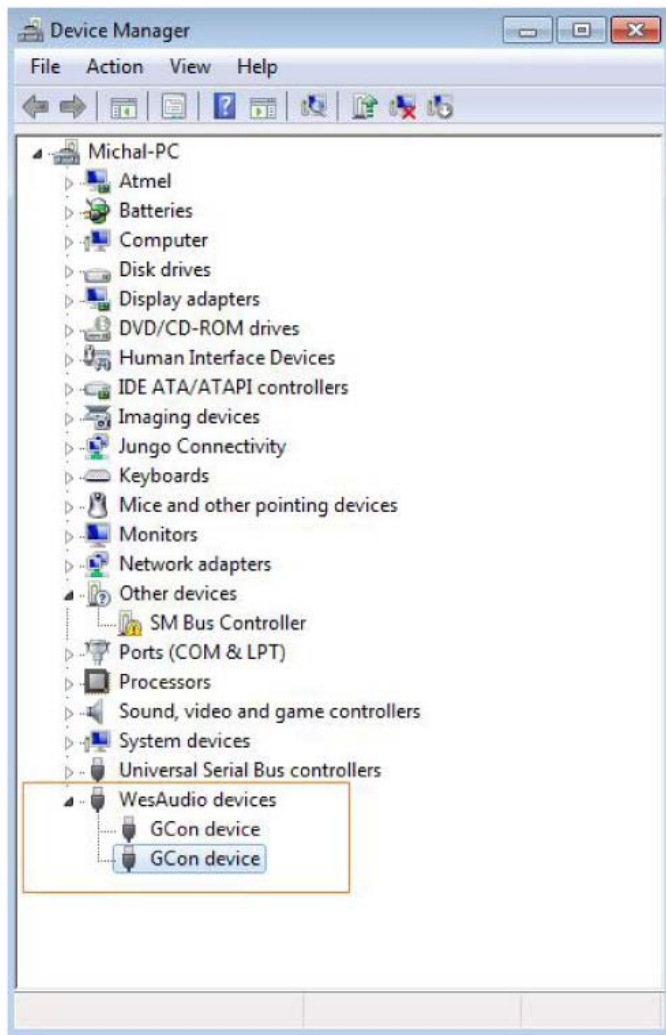 Device Manager
File Action View Help
Michal-PC
Atmel
Batteries
Computer
Disk drives
Display adapters
DVD/CD-ROM drives
Human Interface Devices
IDE ATA/ATAPI controllers
Imaging devices
Jungo Connectivity
Keyboards
Mice and other pointing devices
Monitors
Network adapters
Other devices
SM Bus Controller
Ports (COM & LPT)
Processors
Sound, video and game controllers
System devices
Universal Serial Bus controllers
WesAudio devices
GCon device
GCon device